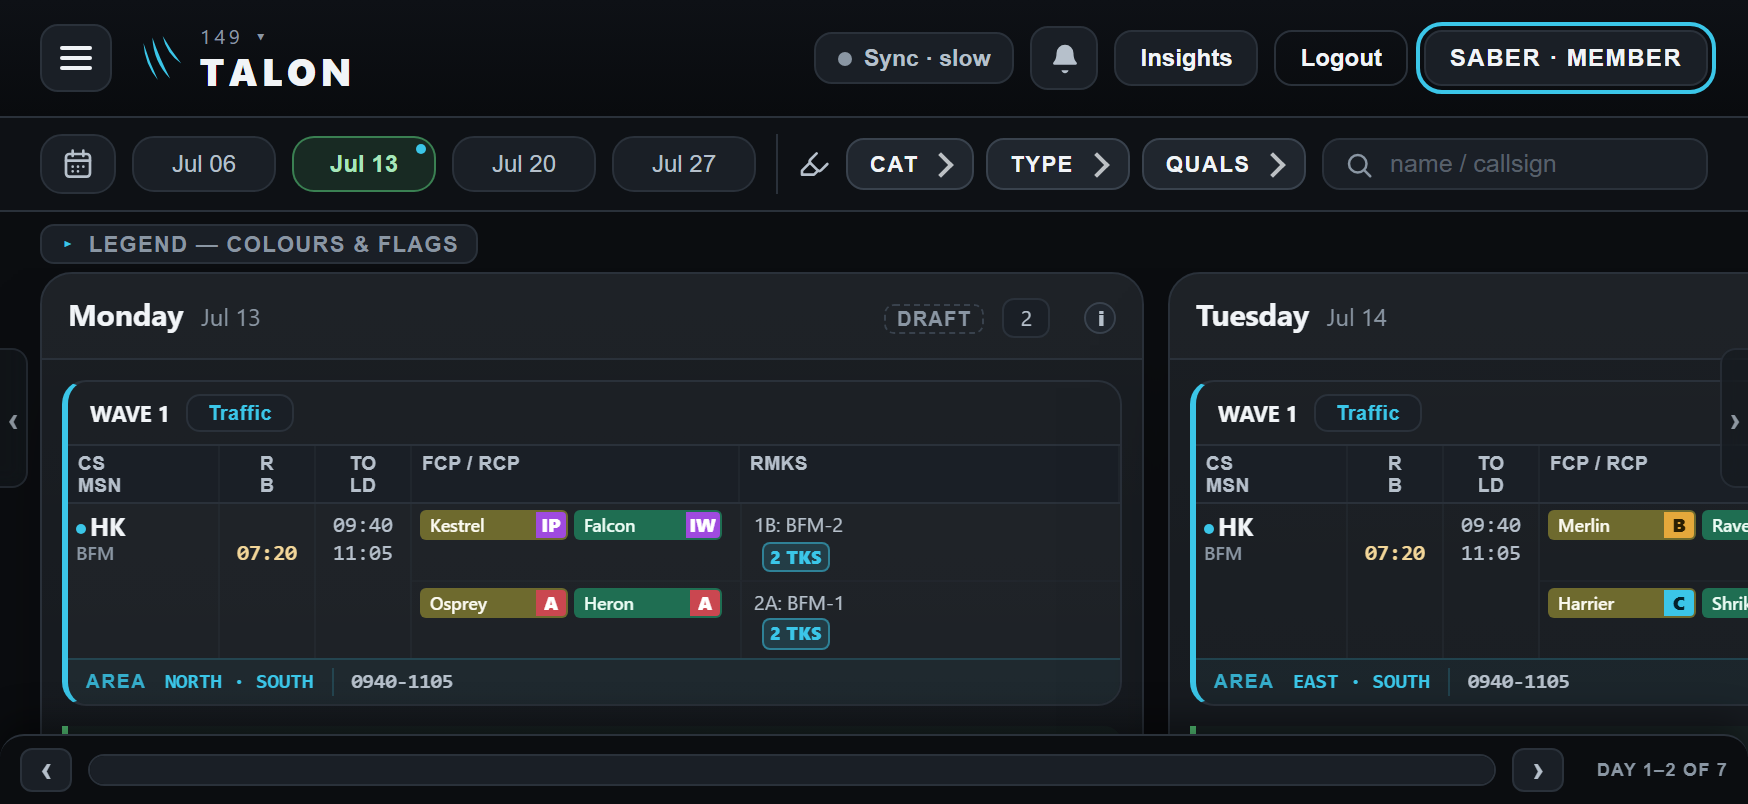 149 ▾
TALON
Sync · slow
Insights
Logout
SABER · MEMBER
Jul 06
Jul 13
Jul 20
Jul 27
CAT
TYPE
QUALS
name / callsign
▸ LEGEND — COLOURS & FLAGS
Monday Jul 13
DRAFT
2
i
WAVE 1 Traffic
CS MSN
R B
TO LD
FCP / RCP
RMKS
HK
BFM
07:20
09:40
11:05
Kestrel IP
Falcon IW
1B: BFM-2
2 TKS
Osprey A
Heron A
2A: BFM-1
2 TKS
AREA NORTH · SOUTH 0940-1105
Tuesday Jul 14
WAVE 1 Traffic
CS MSN
R B
TO LD
FCP / RCP
HK
BFM
07:20
09:40
11:05
Merlin B
Rave
Harrier C
Shrik
AREA EAST · SOUTH 0940-1105
‹
›
‹
›
DAY 1–2 OF 7